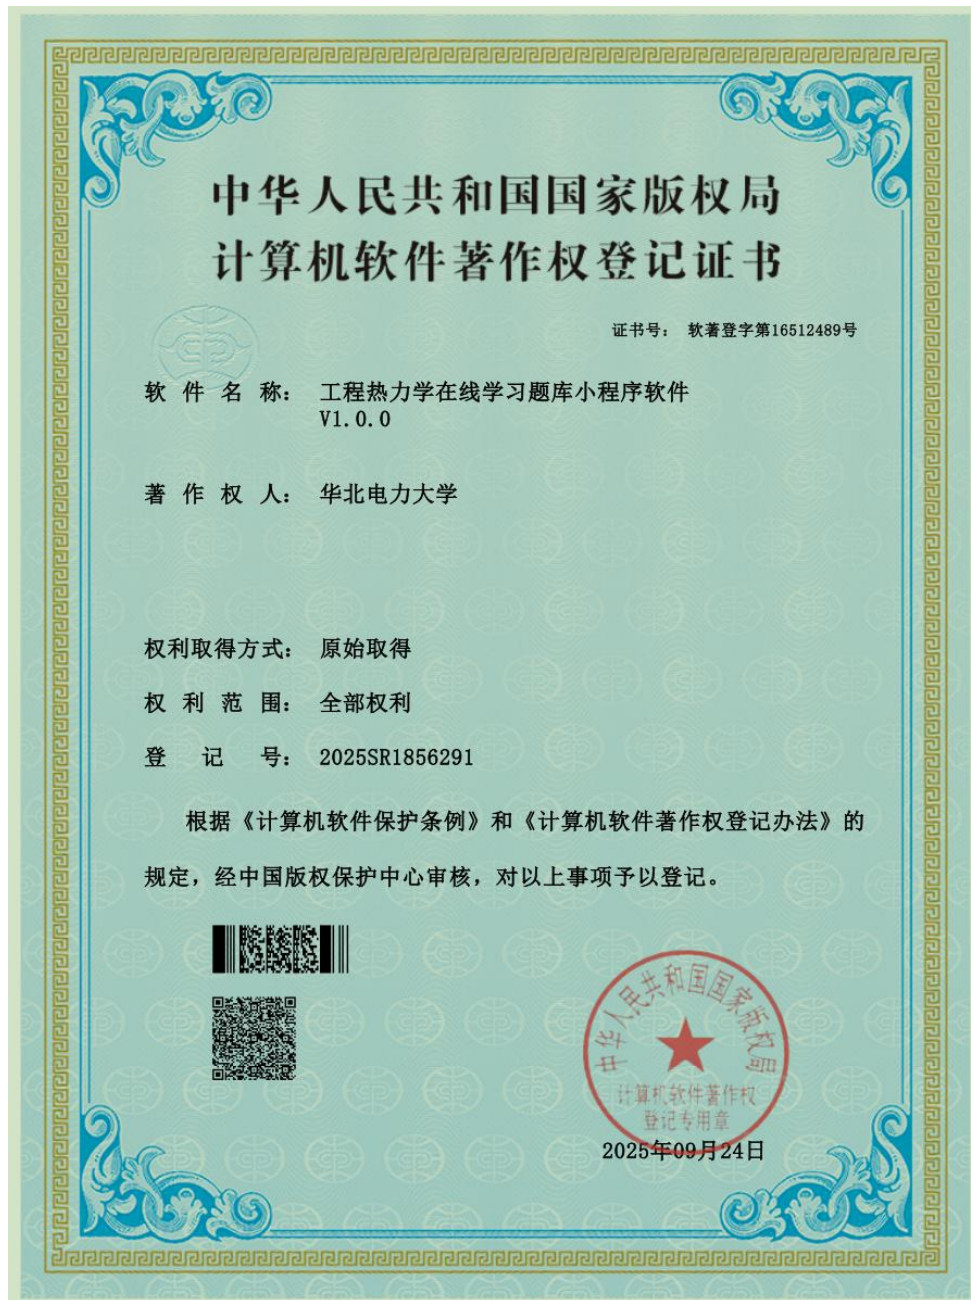 中华人民共和国国家版权局
计算机软件著作权登记证书
证书号： 软著登字第16512489号
软件名称： 工程热力学在线学习题库小程序软件
V1.0.0
著作权人： 华北电力大学
权利取得方式： 原始取得
权利范围： 全部权利
登记号： 2025SR1856291
根据《计算机软件保护条例》和《计算机软件著作权登记办法》的
规定，经中国版权保护中心审核，对以上事项予以登记。
中华人民共和国国家版权局
计算机软件著作权
登记专用章
2025年09月24日